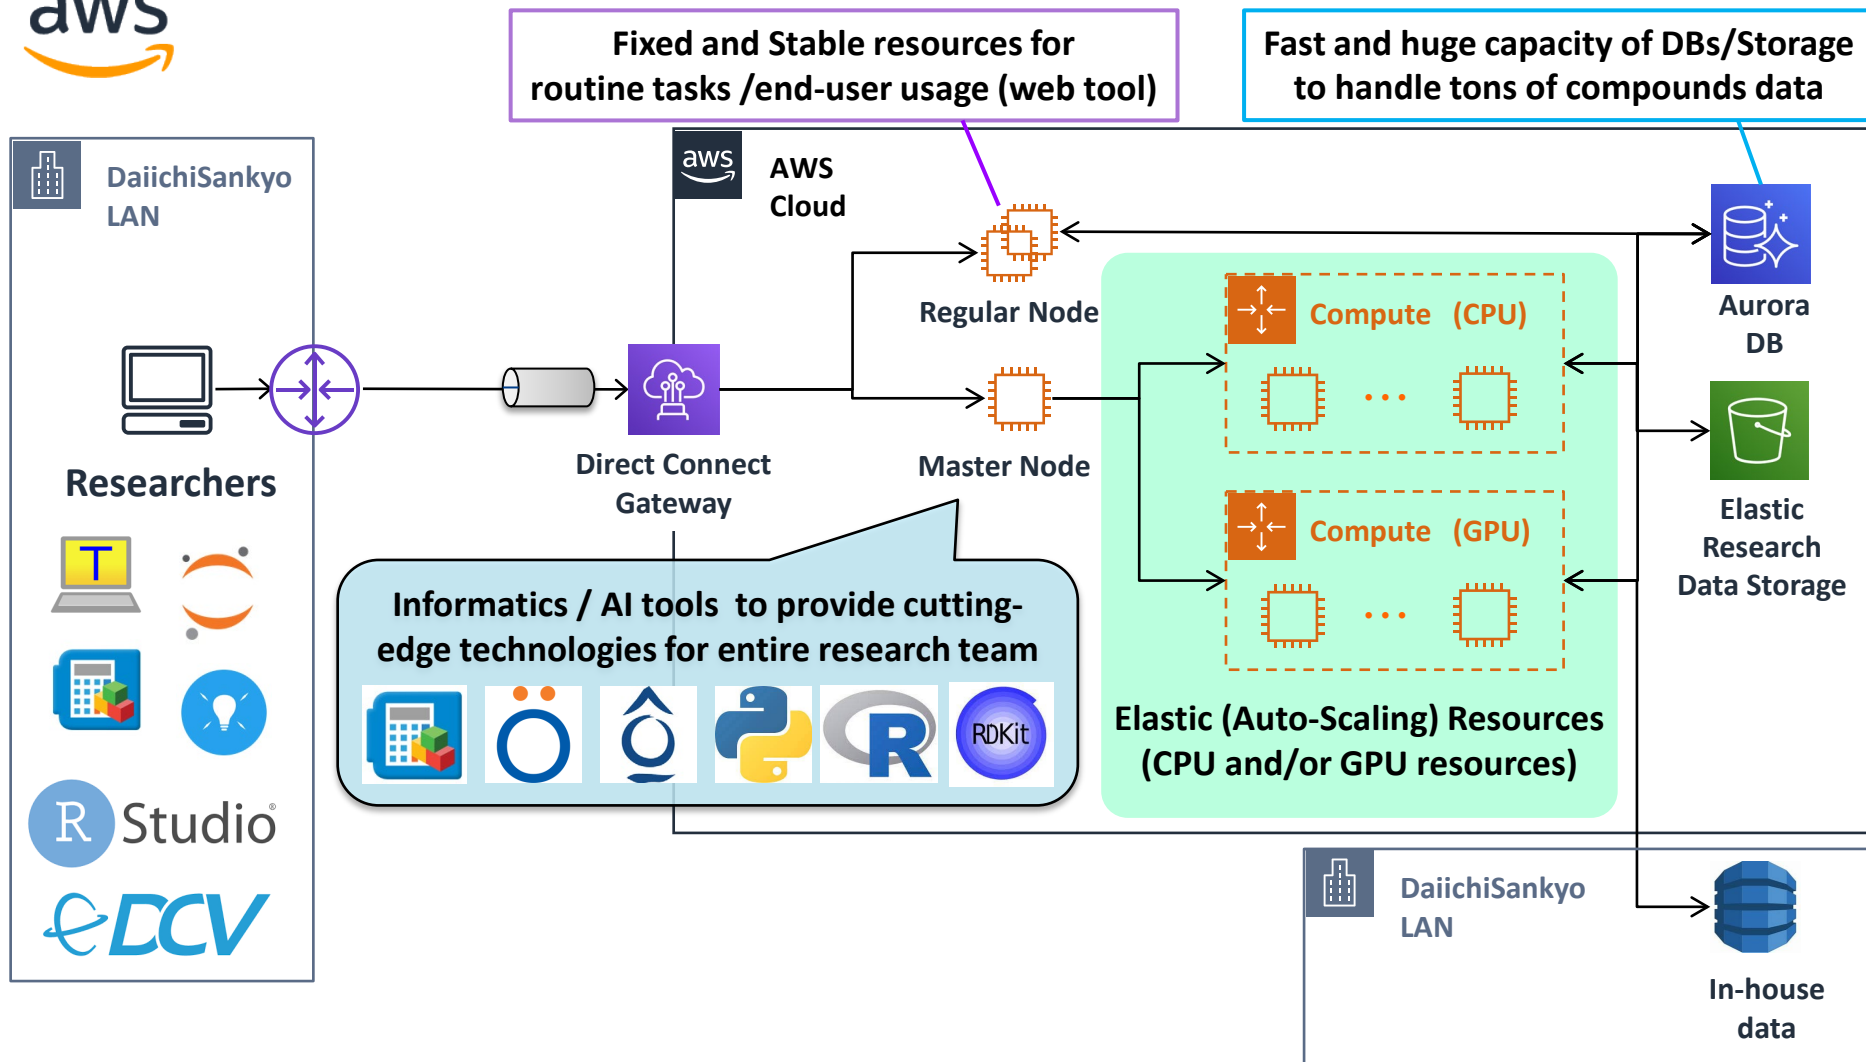 aws
Fixed and Stable resources for
routine tasks /end-user usage (web tool)
Fast and huge capacity of DBs/Storage
to handle tons of compounds data
DaiichiSankyo
LAN
aws
AWS
Cloud
Regular Node
Compute (CPU)
...
Aurora
DB
Researchers
Direct Connect
Gateway
Master Node
Compute (GPU)
...
Elastic
Research
Data Storage
T
Informatics / AI tools to provide cutting-
edge technologies for entire research team
R
RDKit
Elastic (Auto-Scaling) Resources
(CPU and/or GPU resources)
R Studio®
eDCV
DaiichiSankyo
LAN
In-house
data